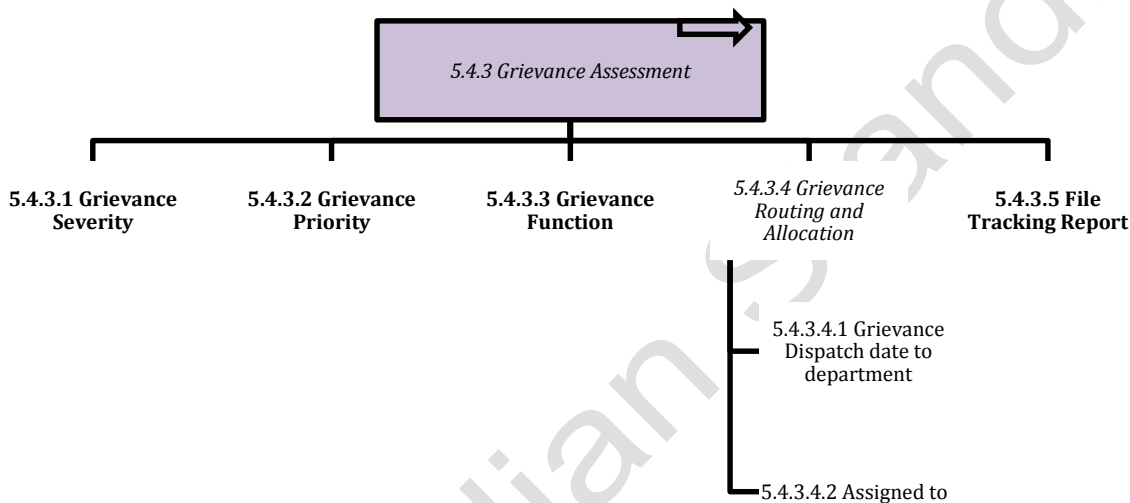 5.4.3 Grievance Assessment
5.4.3.1 Grievance
Severity
5.4.3.2 Grievance
Priority
5.4.3.3 Grievance
Function
5.4.3.4 Grievance
Routing and
Allocation
5.4.3.5 File
Tracking Report
5.4.3.4.1 Grievance
Dispatch date to
department
5.4.3.4.2 Assigned to